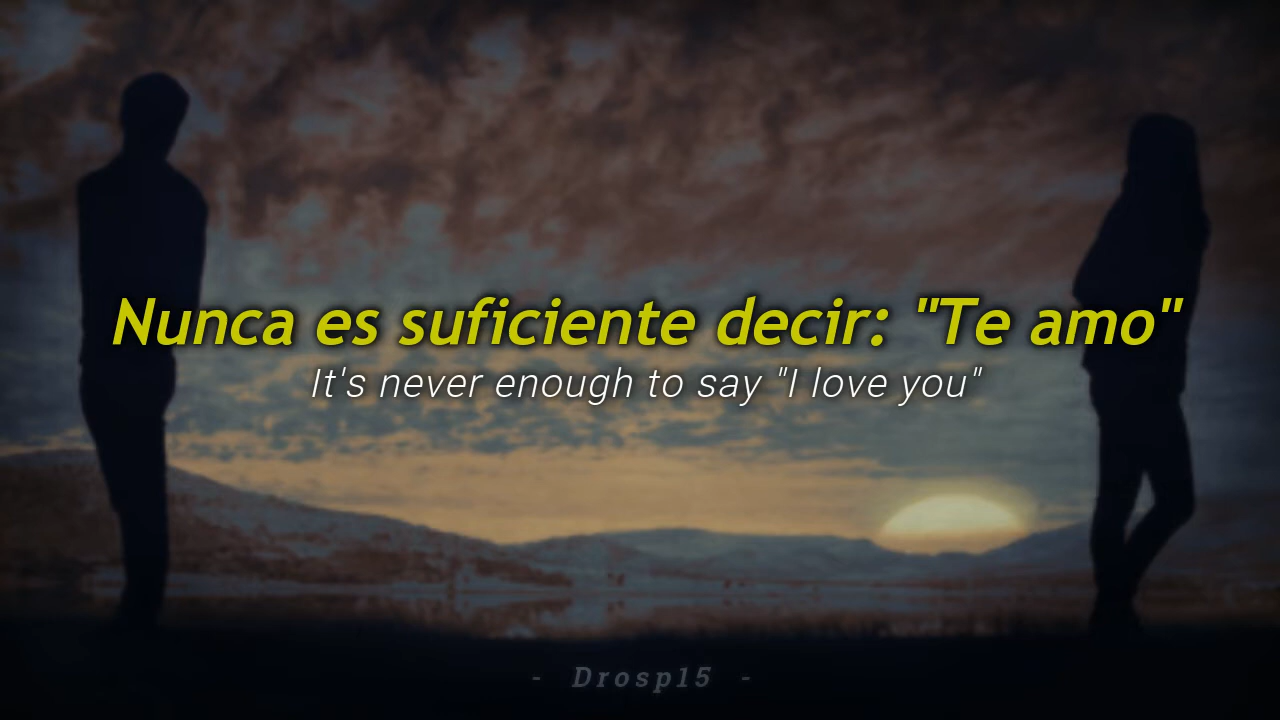 Nunca es suficiente decir: "Te amo"
It's never enough to say "I love you"
- Drosp15 -